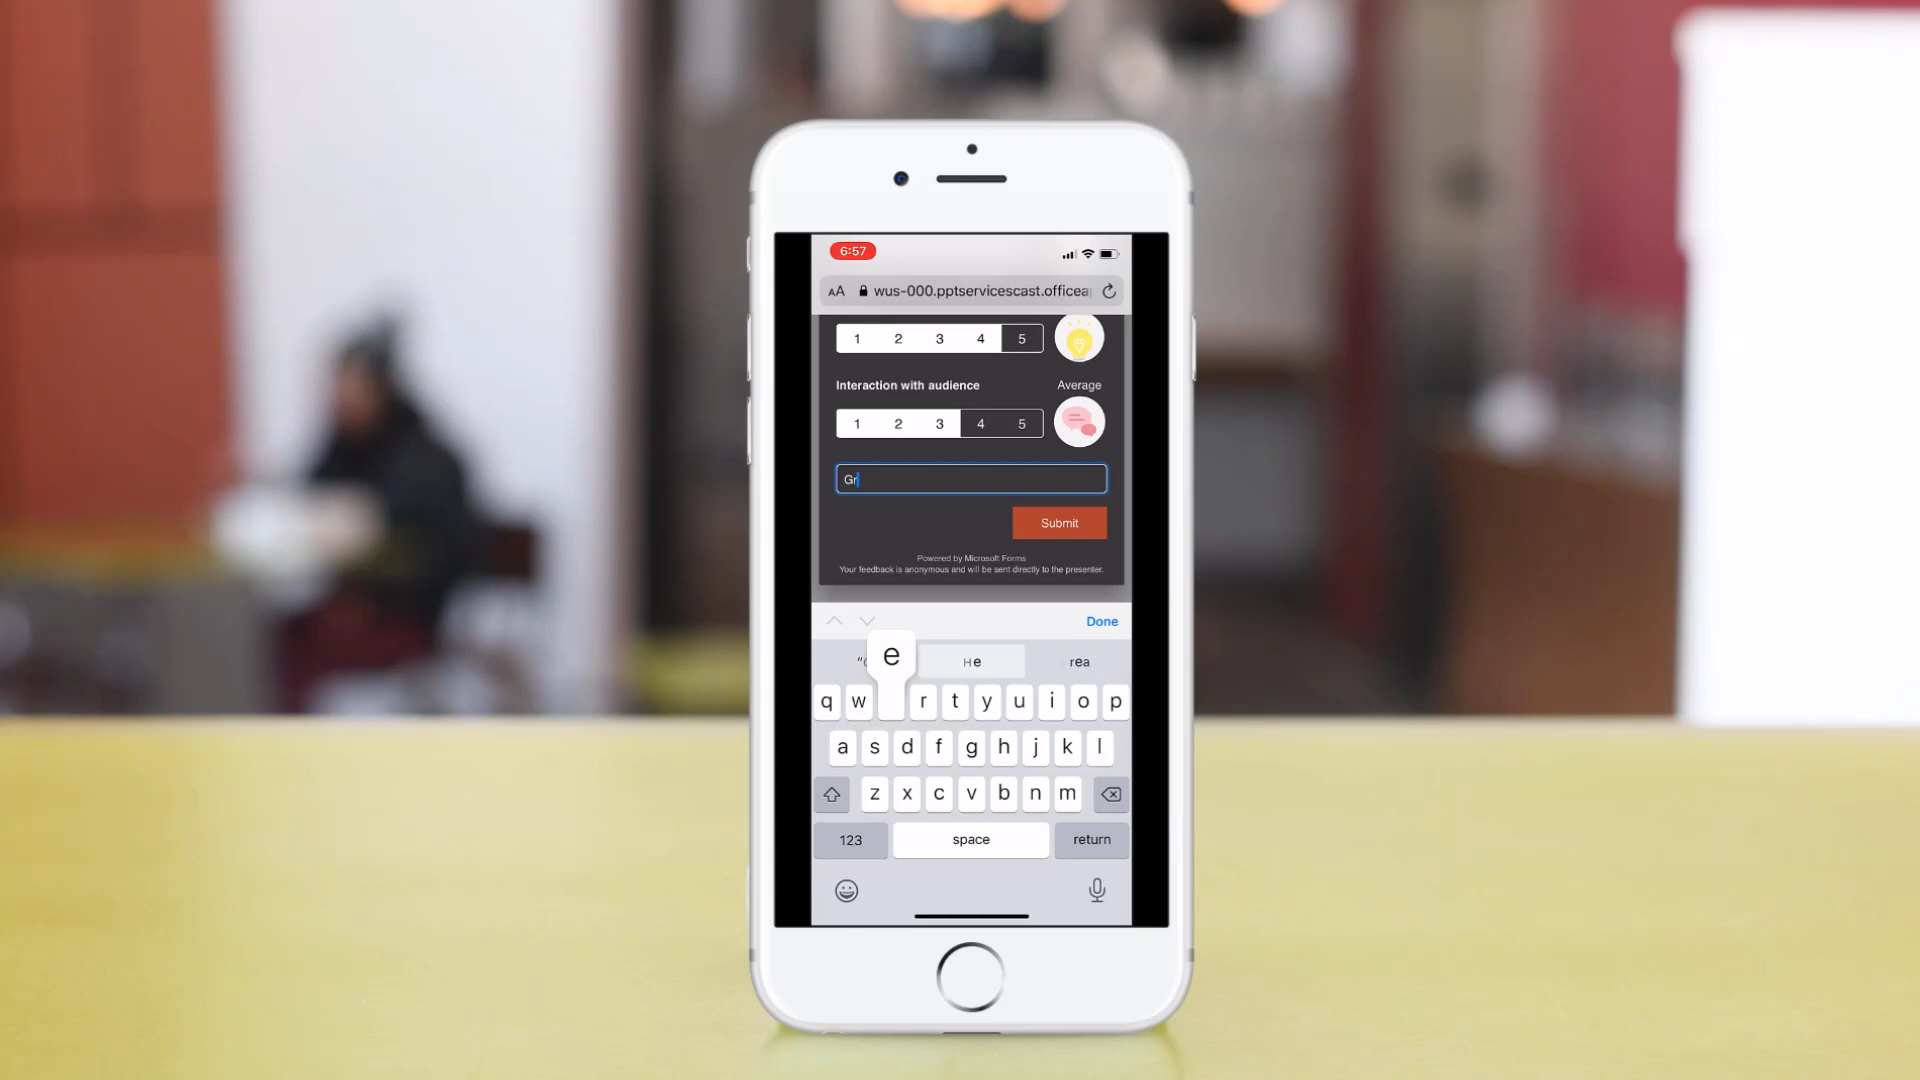 6:57
AA wus-000.pptservicescast.officea
1 2 3 4 5
Interaction with audience Average
1 2 3 4 5
Gr
Submit
Powered by Microsoft Forms
Your feedback is anonymous and will be sent directly to the presenter.
Done
e
He rea
q w r t y u i o p
a s d f g h j k l
z x c v b n m
123 space return